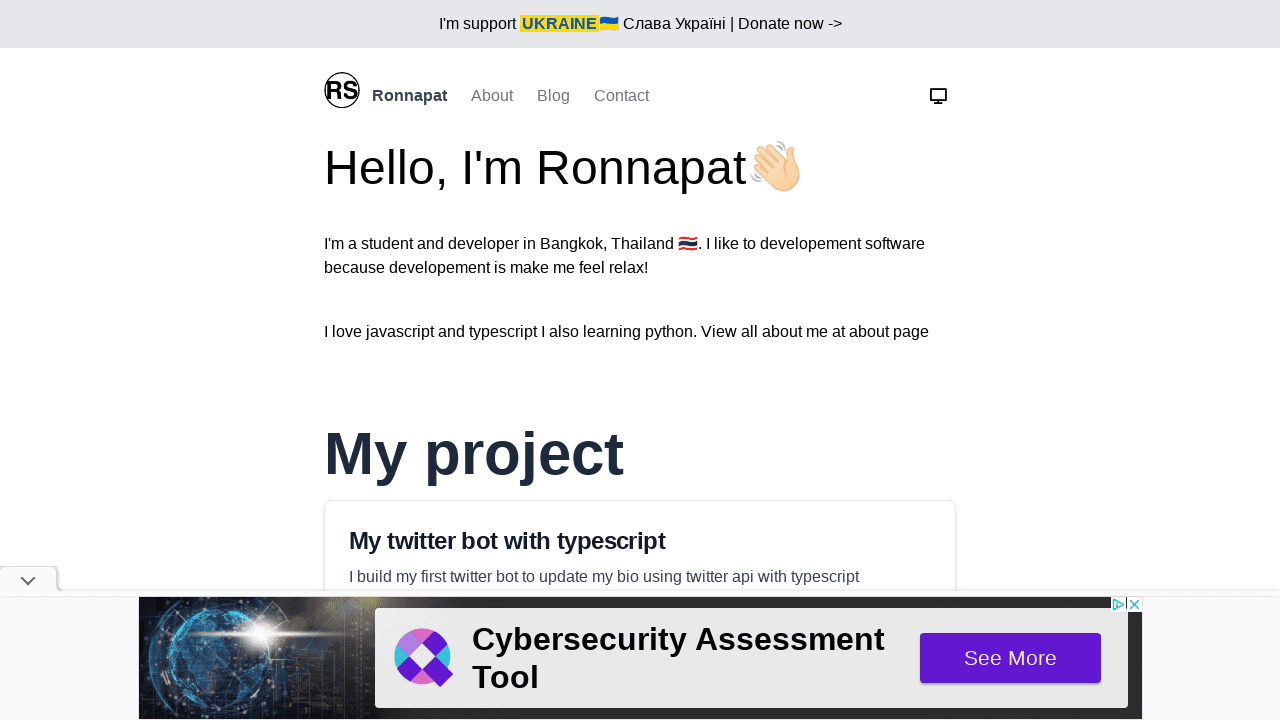 I'm support UKRAINE🇺🇦 Слава Україні | Donate now ->
RS Ronnapat About Blog Contact
Hello, I'm Ronnapat👋🏻
I'm a student and developer in Bangkok, Thailand 🇹🇭. I like to developement software
because developement is make me feel relax!
I love javascript and typescript I also learning python. View all about me at about page
My project
My twitter bot with typescript
I build my first twitter bot to update my bio using twitter api with typescript
Cybersecurity Assessment
Tool
See More